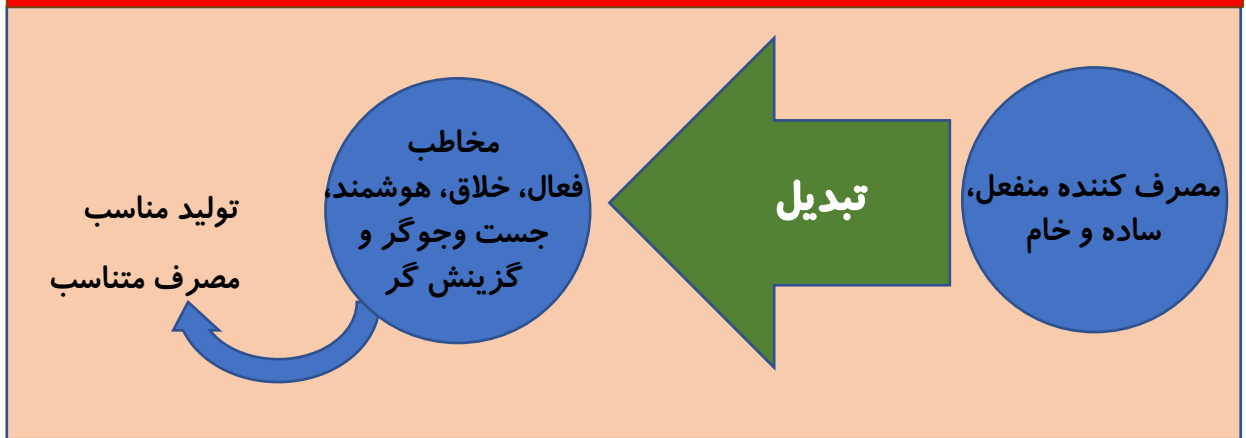 مصرف کننده منفعل،
ساده و خام
تبدیل
مخاطب
فعال، خلاق، هوشمند،
جست وجوگر و
گزینش گر
تولید مناسب
مصرف متناسب